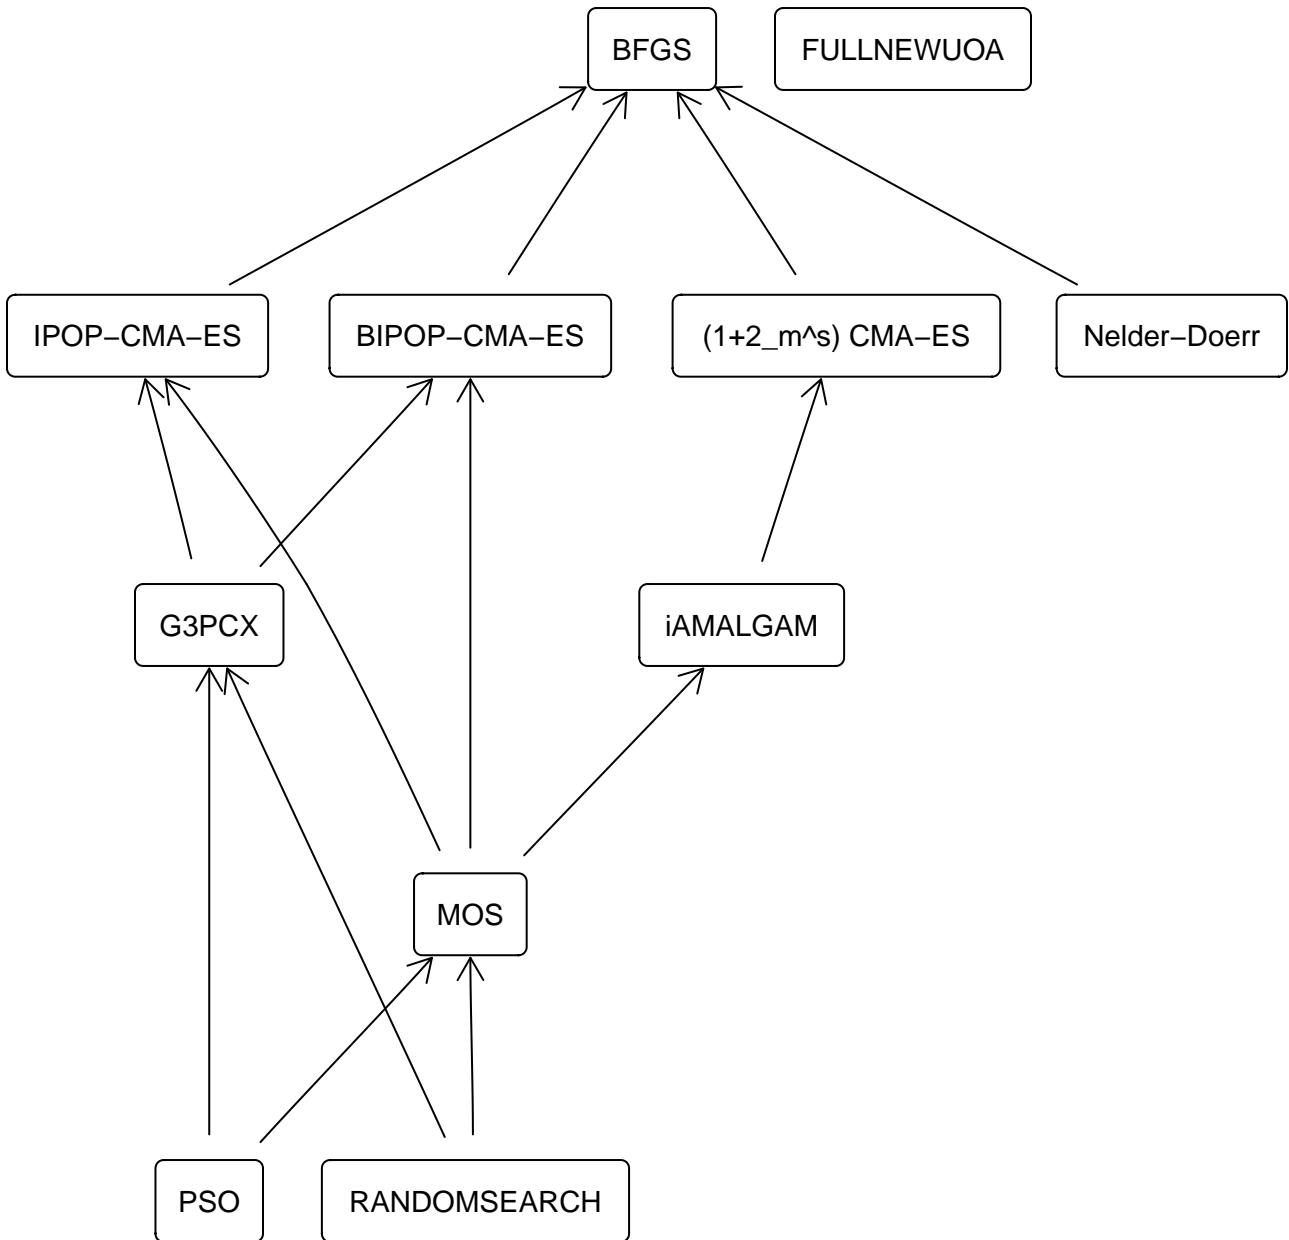 BFGS
FULLNEWUOA
IPOP−CMA−ES
BIPOP−CMA−ES
(1+2_m^s) CMA−ES
Nelder−Doerr
G3PCX
iAMALGAM
MOS
PSO
RANDOMSEARCH